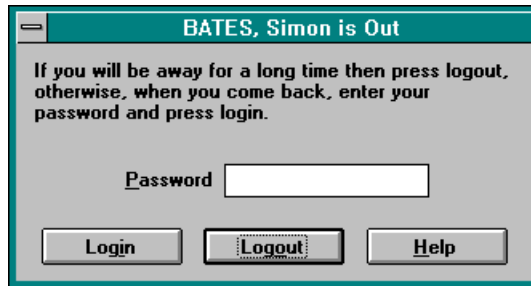 BATES, Simon is Out
If you will be away for a long time then press logout,
otherwise, when you come back, enter your
password and press login.
Password
Login Logout Help